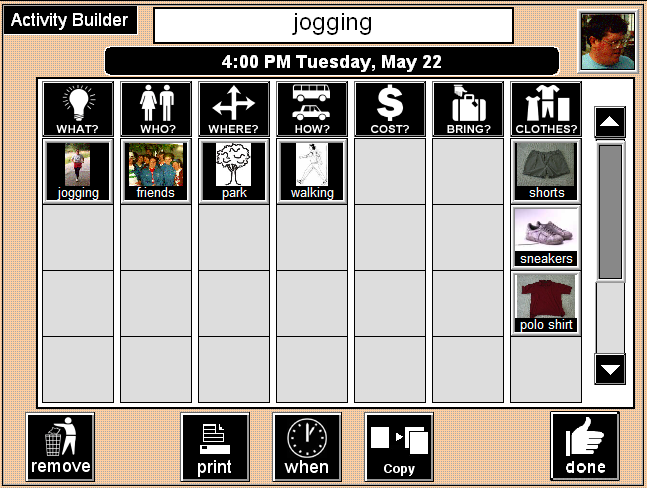 Activity Builder
jogging
4:00 PM Tuesday, May 22
WHAT? WHO? WHERE? HOW? COST? BRING? CLOTHES?
jogging friends park walking shorts
sneakers
polo shirt
remove print when Copy done